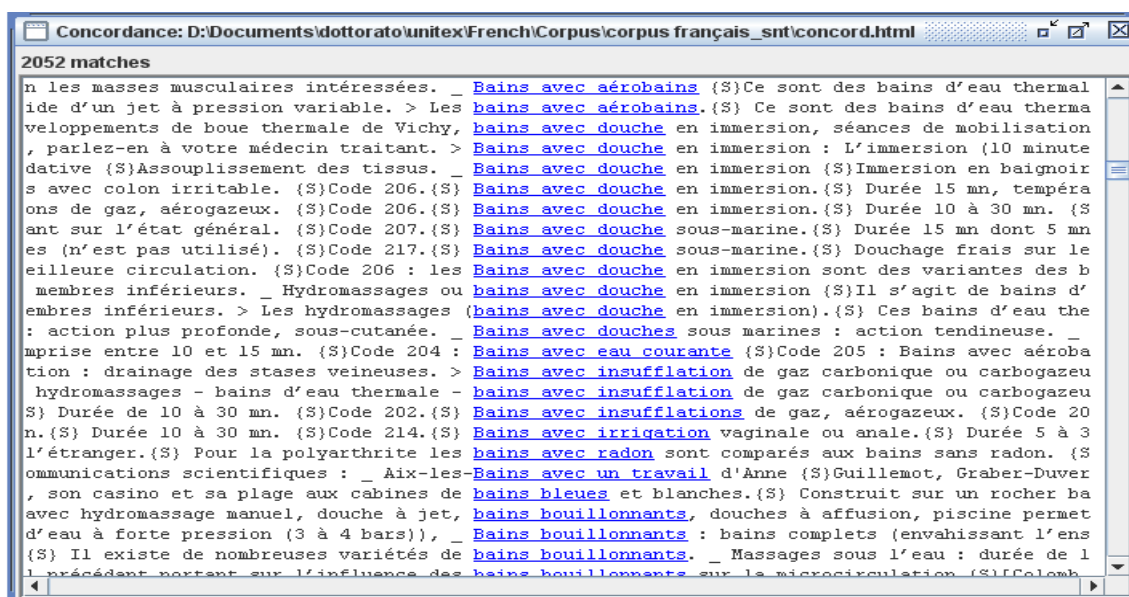 Concordance: D:\Documents\dottorato\unitex\French\Corpus\corpus français_snt\concord.html
2052 matches
n les masses musculaires intéressées. _ Bains avec aérobains {S}Ce sont des bains d'eau thermal
ide d'un jet à pression variable. > Les bains avec aérobains.{S} Ce sont des bains d'eau therma
veloppements de boue thermale de Vichy, bains avec douche en immersion, séances de mobilisation
, parlez-en à votre médecin traitant. > Bains avec douche en immersion : L'immersion (10 minute
dative {S}Assouplissement des tissus. _ Bains avec douche en immersion {S}Immersion en baignoir
s avec colon irritable. {S}Code 206.{S} Bains avec douche en immersion.{S} Durée 15 mn, tempéra
ons de gaz, aérogazeux. {S}Code 206.{S} Bains avec douche en immersion.{S} Durée 10 à 30 mn. {S
ant sur l'état général. {S}Code 207.{S} Bains avec douche sous-marine.{S} Durée 15 mn dont 5 mn
es (n'est pas utilisé). {S}Code 217.{S} Bains avec douche sous-marine.{S} Douchage frais sur le
eilleure circulation. {S}Code 206 : les Bains avec douche en immersion sont des variantes des b
membres inférieurs. _ Hydromassages ou bains avec douche en immersion {S}Il s'agit de bains d'
embres inférieurs. > Les hydromassages (bains avec douche en immersion).{S} Ces bains d'eau the
: action plus profonde, sous-cutanée. _ Bains avec douches sous marines : action tendineuse. _
mprise entre 10 et 15 mn. {S}Code 204 : Bains avec eau courante {S}Code 205 : Bains avec aéroba
tion : drainage des stases veineuses. > Bains avec insufflation de gaz carbonique ou carbogazeu
hydromassages - bains d'eau thermale - bains avec insufflation de gaz carbonique ou carbogazeu
S} Durée de 10 à 30 mn. {S}Code 202.{S} Bains avec insufflations de gaz, aérogazeux. {S}Code 20
n.{S} Durée 10 à 30 mn. {S}Code 214.{S} Bains avec irrigation vaginale ou anale.{S} Durée 5 à 3
l'étranger.{S} Pour la polyarthrite les bains avec radon sont comparés aux bains sans radon. {S
ommunications scientifiques : _ Aix-les-Bains avec un travail d'Anne {S}Guillemot, Graber-Duver
, son casino et sa plage aux cabines de bains bleues et blanches.{S} Construit sur un rocher ba
avec hydromassage manuel, douche à jet, bains bouillonnants, douches à affusion, piscine permet
d'eau à forte pression (3 à 4 bars)), _ Bains bouillonnants : bains complets (envahissant l'ens
{S} Il existe de nombreuses variétés de bains bouillonnants. _ Massages sous l'eau : durée de l
l précédant portant sur l'influence des bains bouillonnants sur la microcirculation {S}[Colomb